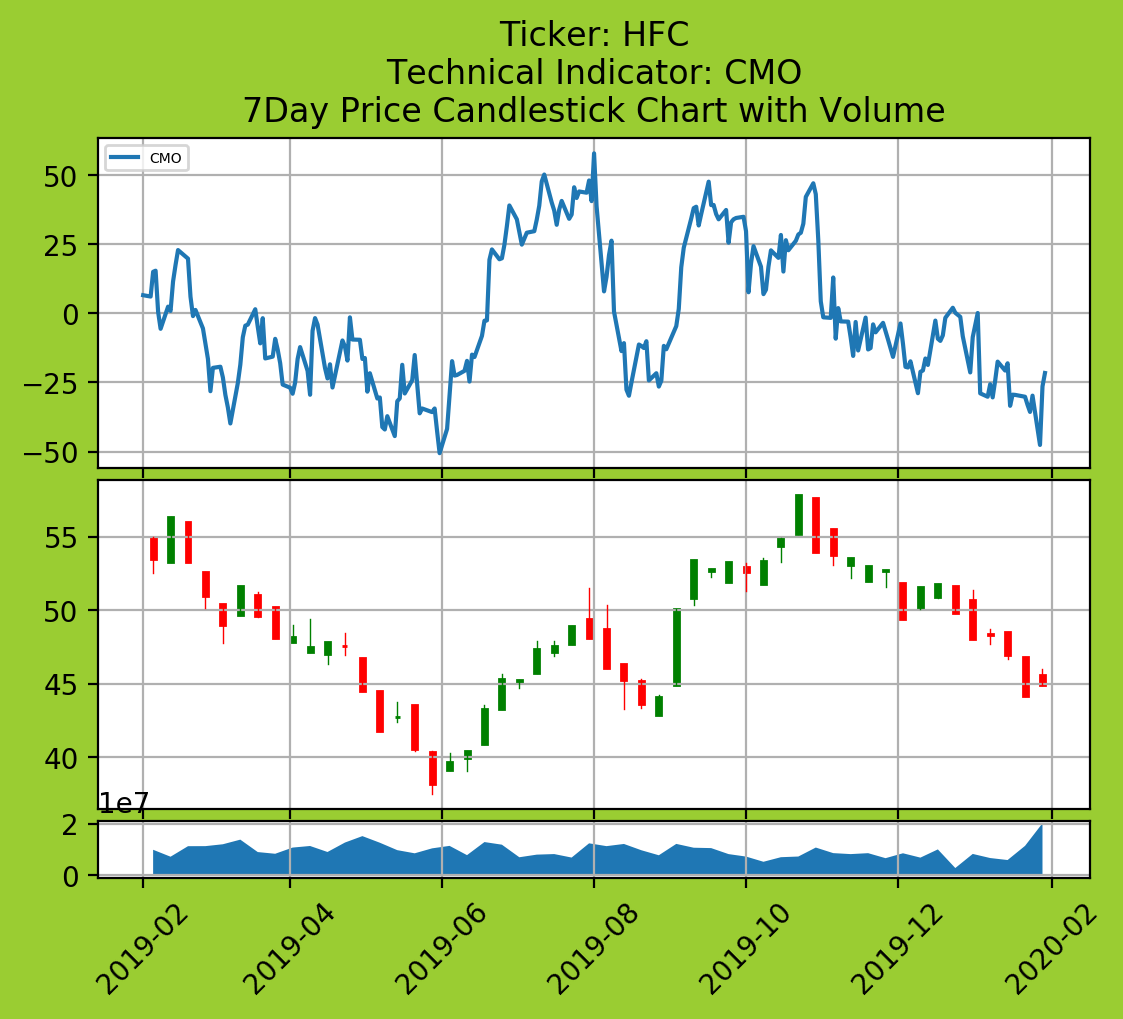 Ticker: HFC
Technical Indicator: CMO
7Day Price Candlestick Chart with Volume
CMO
50
25
0
−25
−50
55
50
45
40
1e7
2
0
2019-02 2019-04 2019-06 2019-08 2019-10 2019-12 2020-02